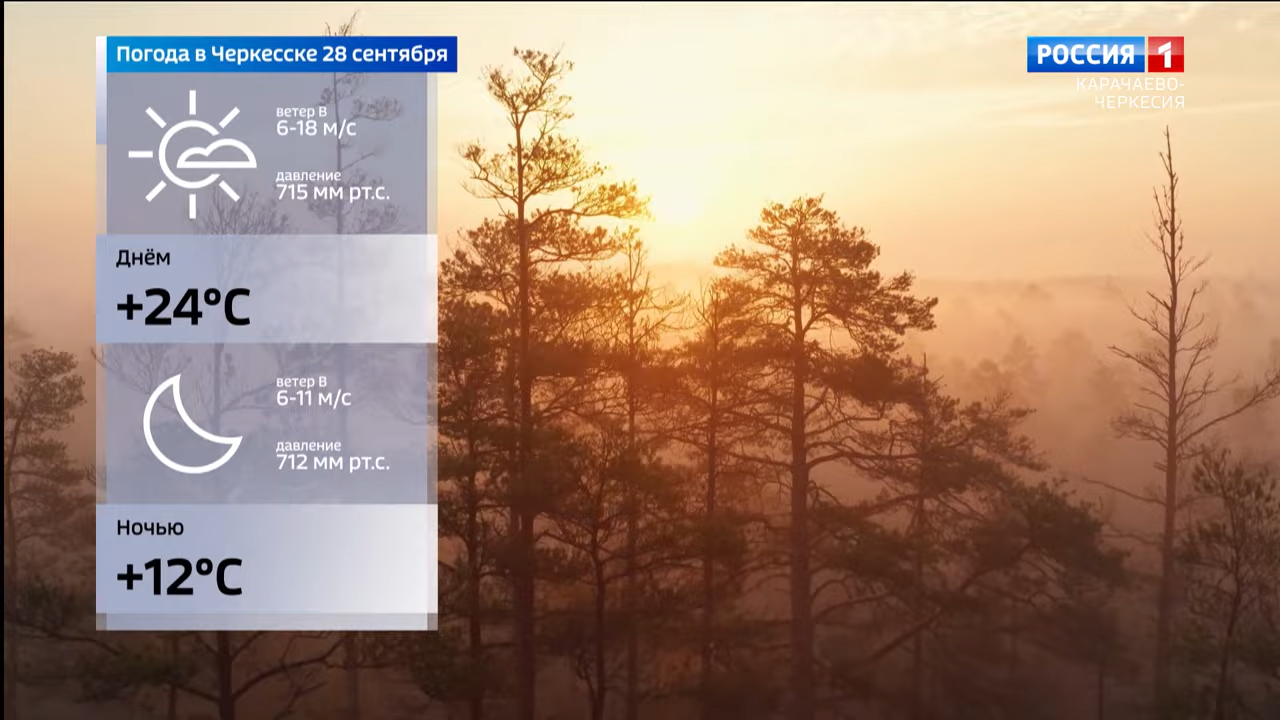 Погода в Черкесске 28 сентября
РОССИЯ 1
КАРАЧАЕВО-
ЧЕРКЕСИЯ
ветер В
6-18 м/с
давление
715 мм рт.с.
Днём
+24°C
ветер В
6-11 м/с
давление
712 мм рт.с.
Ночью
+12°C